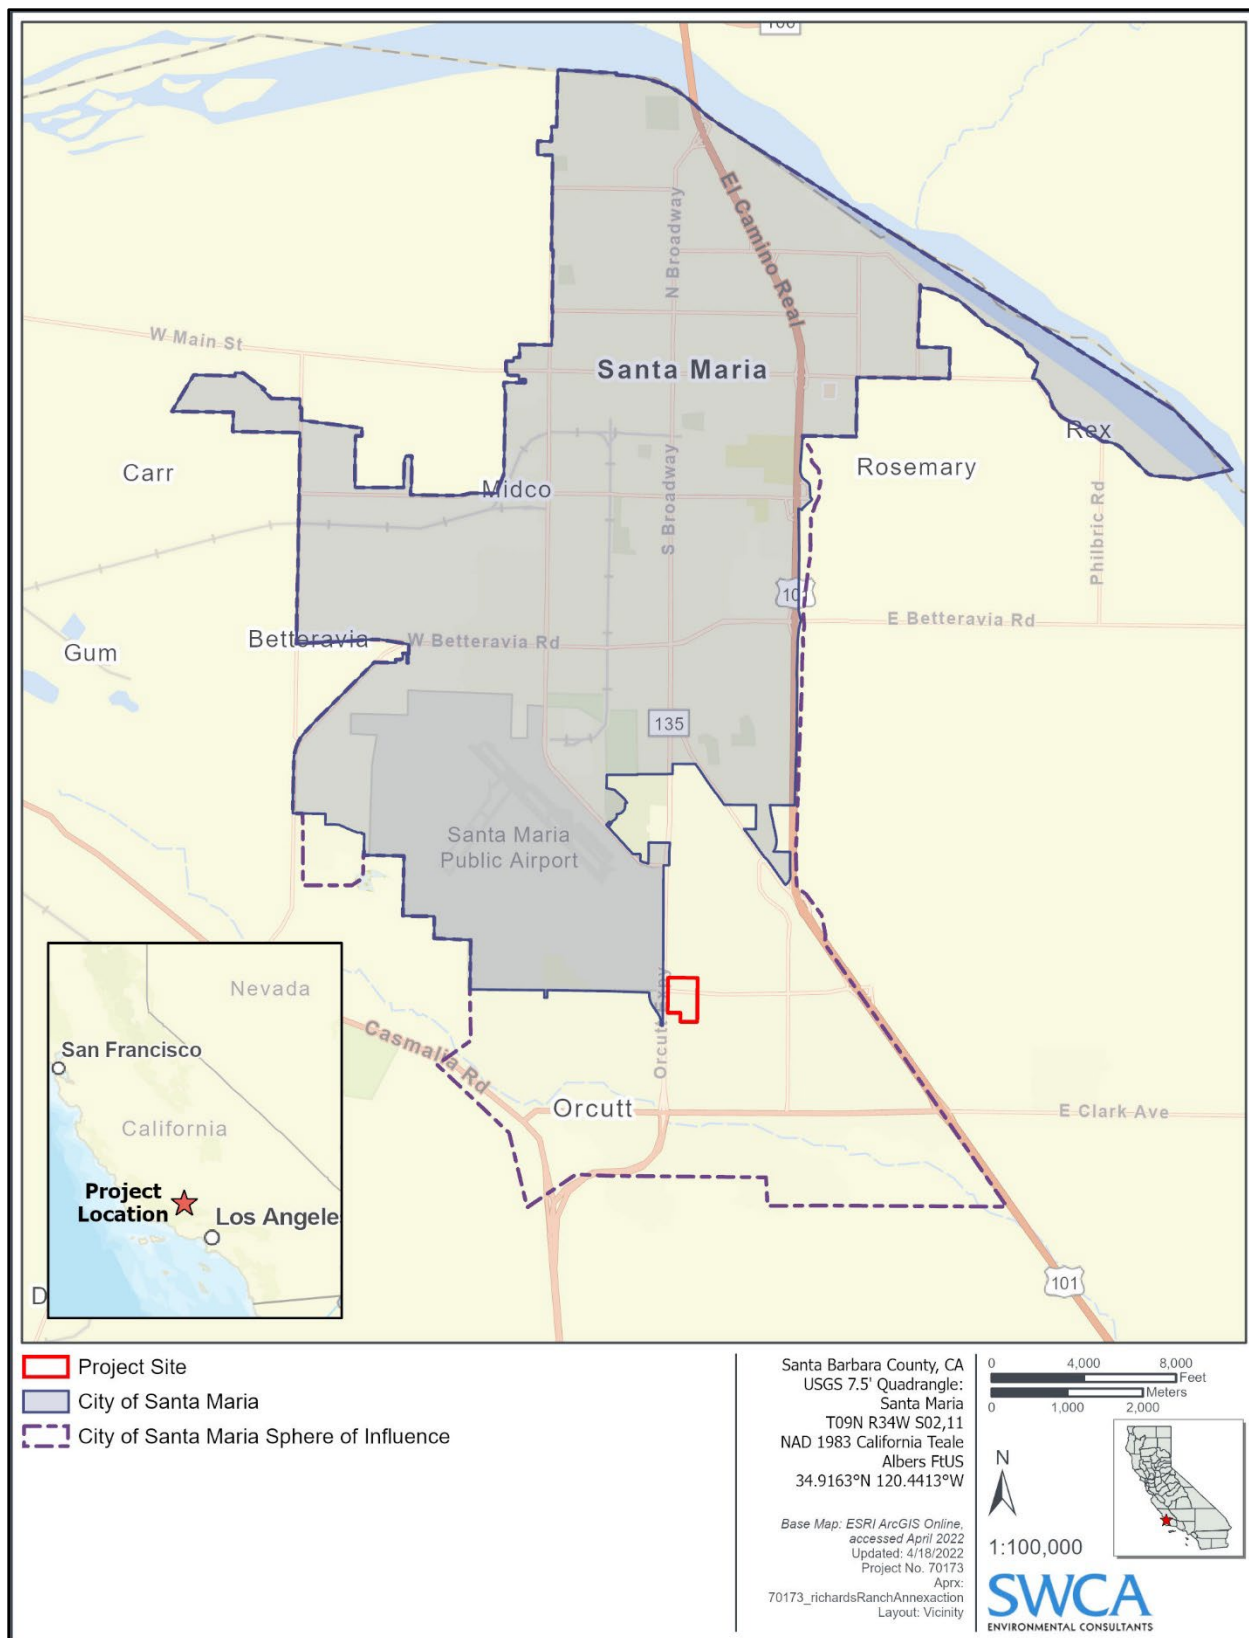 El Camino Real
N Broadway
W Main St
Santa Maria
Rex
Carr
Rosemary
Midco
S Broadway
Philbric Rd
10
E Betteravia Rd
Betteravia
W Betteravia Rd
Gum
135
Santa Maria
Public Airport
Orcutt Expy
Casmalia Rd
Orcutt
E Clark Ave
101
D
Nevada
San Francisco
California
Project
Location
Los Angele
Project Site
City of Santa Maria
City of Santa Maria Sphere of Influence
Santa Barbara County, CA
USGS 7.5' Quadrangle:
Santa Maria
T09N R34W S02,11
NAD 1983 California Teale
Albers FtUS
34.9163°N 120.4413°W
Base Map: ESRI ArcGIS Online,
accessed April 2022
Updated: 4/18/2022
Project No. 70173
Aprx:
70173_richardsRanchAnnexaction
Layout: Vicinity
0 4,000 8,000
Feet
Meters
0 1,000 2,000
N
1:100,000
SWCA
ENVIRONMENTAL CONSULTANTS